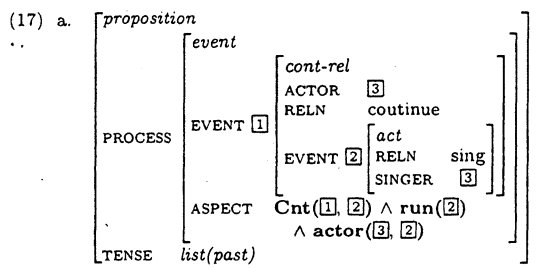 (17) a. proposition
event
cont-rel
ACTOR 3
RELN coutinue
PROCESS EVENT 1
act
EVENT 2 RELN sing
SINGER 3
ASPECT Cnt(1, 2) ∧ run(2)
∧ actor(3, 2)
TENSE list(past)